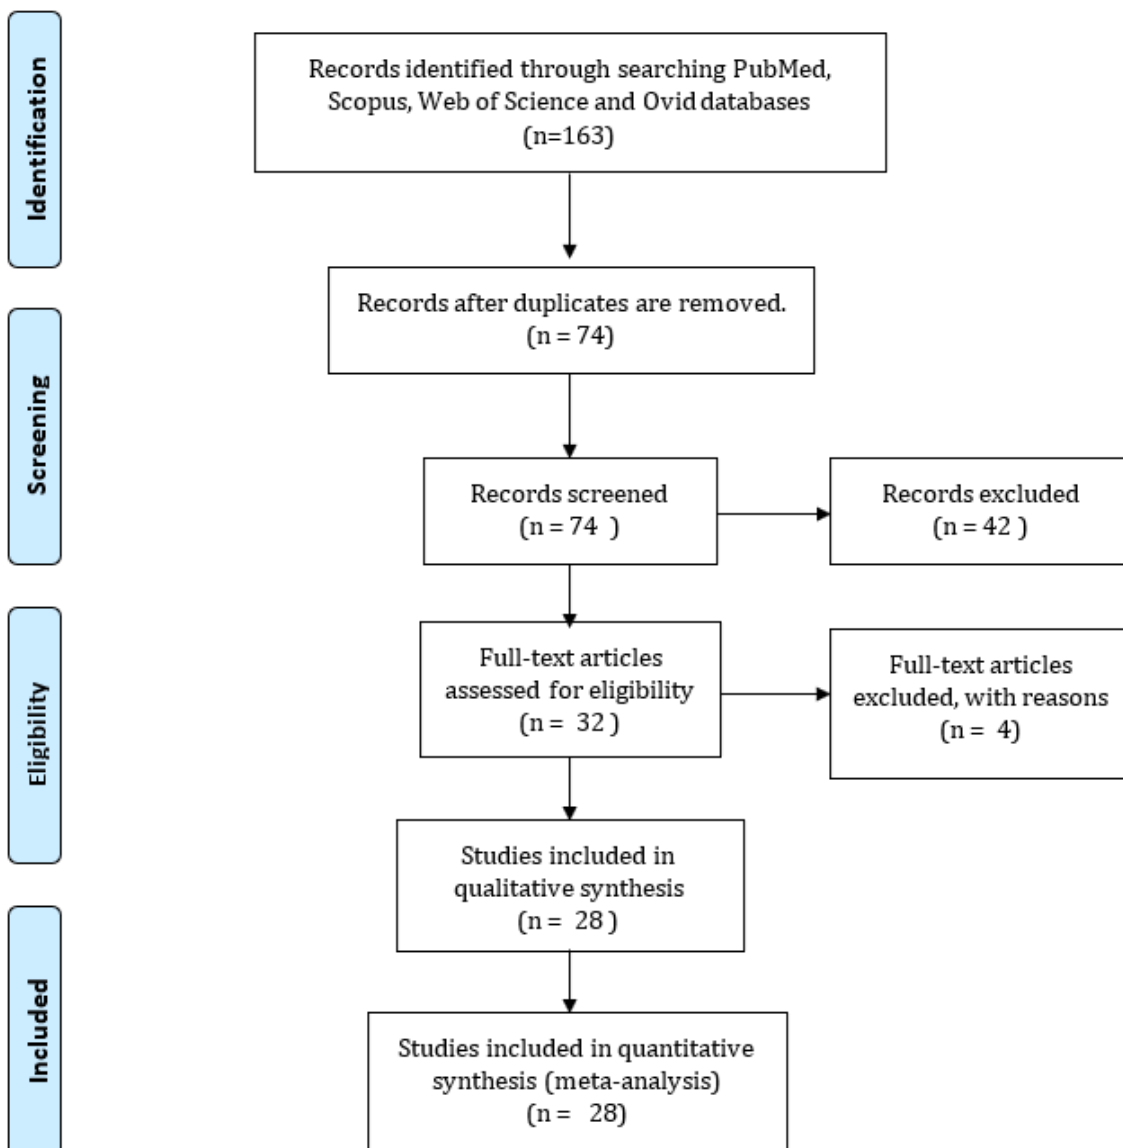 Identification
Records identified through searching PubMed,
Scopus, Web of Science and Ovid databases
(n=163)
Records after duplicates are removed.
(n = 74)
Screening
Records screened
(n = 74 )
Records excluded
(n = 42 )
Eligibility
Full-text articles
assessed for eligibility
(n = 32)
Full-text articles
excluded, with reasons
(n = 4)
Studies included in
qualitative synthesis
(n = 28 )
Included
Studies included in quantitative
synthesis (meta-analysis)
(n = 28)